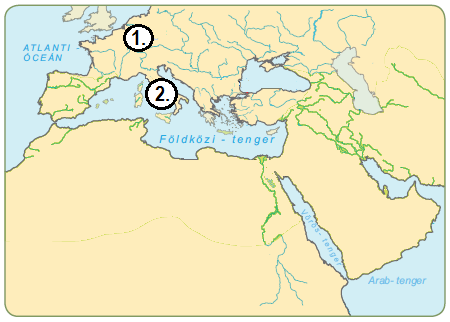 1.
ATLANTI
ÓCEÁN
2.
Földközi - tenger
Vörös - tenger
Arab- tenger